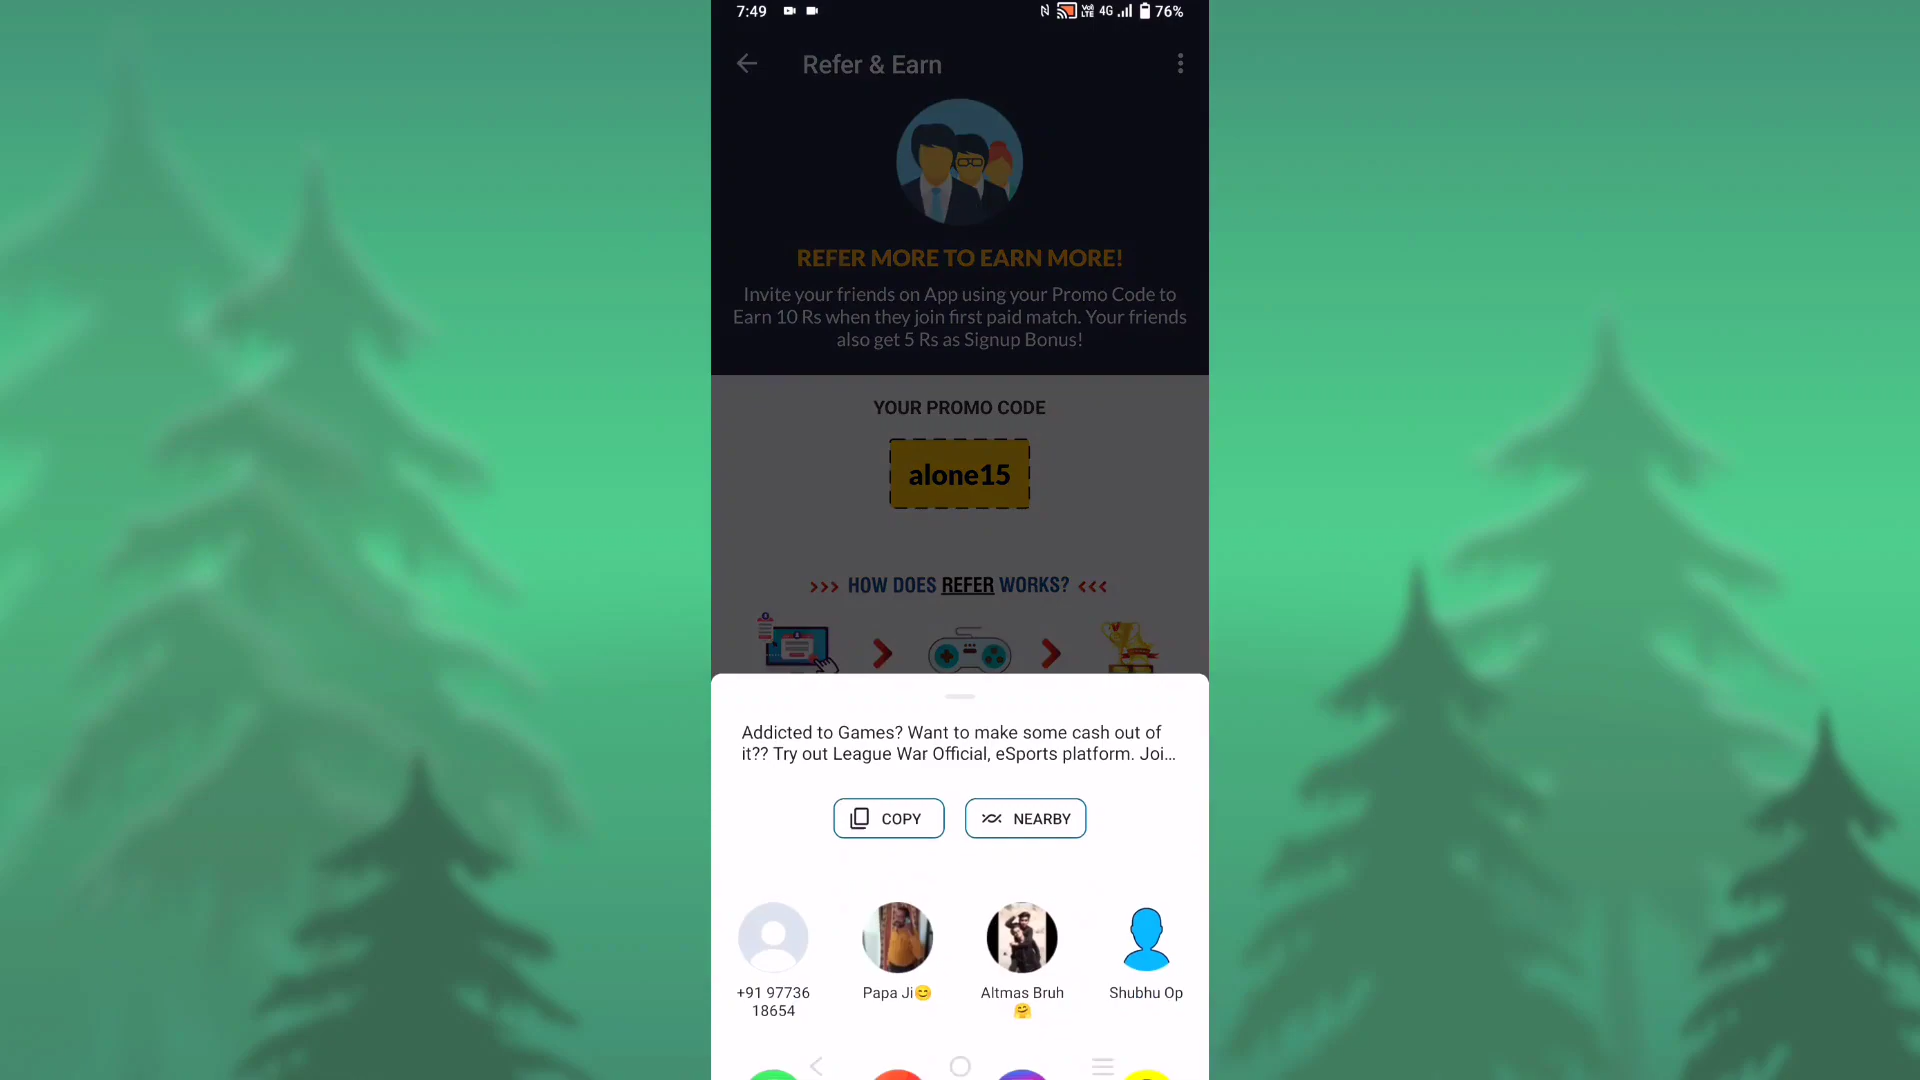 7:49
4G
76%
Refer & Earn
REFER MORE TO EARN MORE!
Invite your friends on App using your Promo Code to
Earn 10 Rs when they join first paid match. Your friends
also get 5 Rs as Signup Bonus!
YOUR PROMO CODE
alone15
>>> HOW DOES REFER WORKS? <<<
Addicted to Games? Want to make some cash out of
it?? Try out League War Official, eSports platform. Joi...
COPY
NEARBY
+91 97736
18654
Papa Ji😊
Altmas Bruh
🤗
Shubhu Op